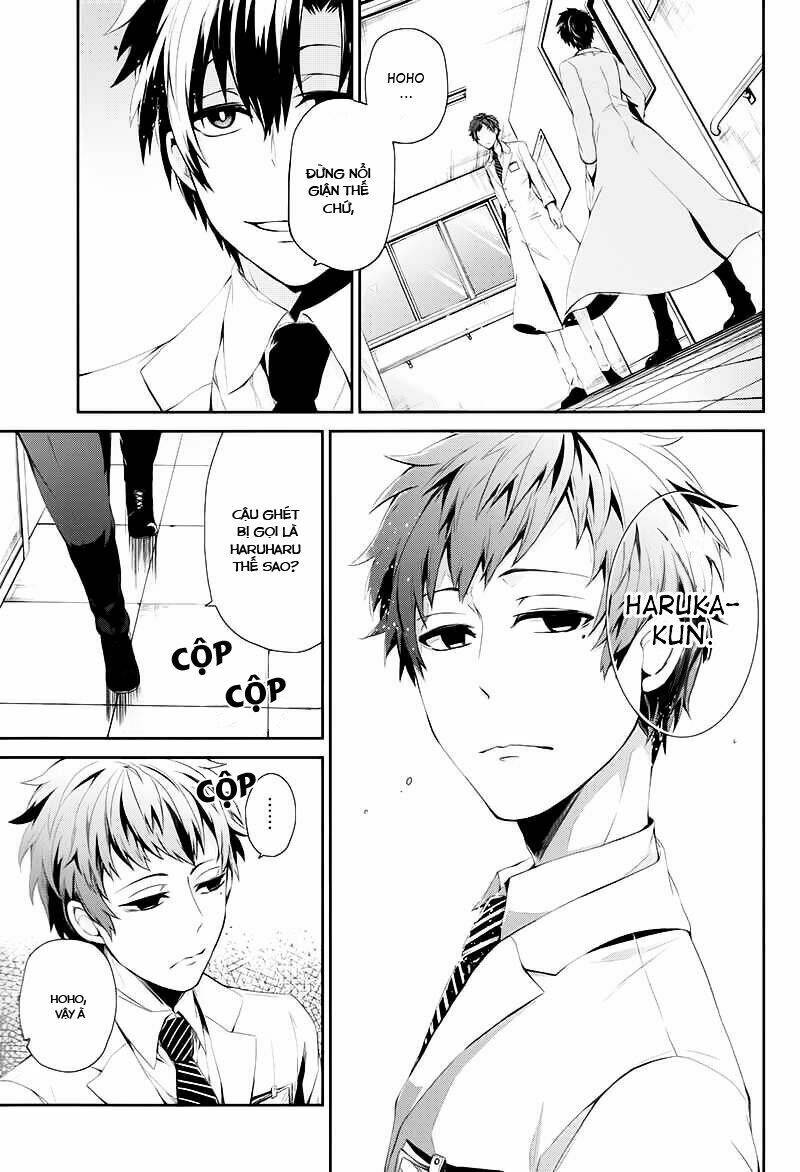 HOHO
...
ĐỪNG NỔI
GIẬN THẾ
CHỨ,
HARUKA-
KUN.
CẬU GHÉT
BỊ GỌI LÀ
HARUHARU
THẾ SAO?
CỘP
CỘP
CỘP
......
HOHO,
VẬY À